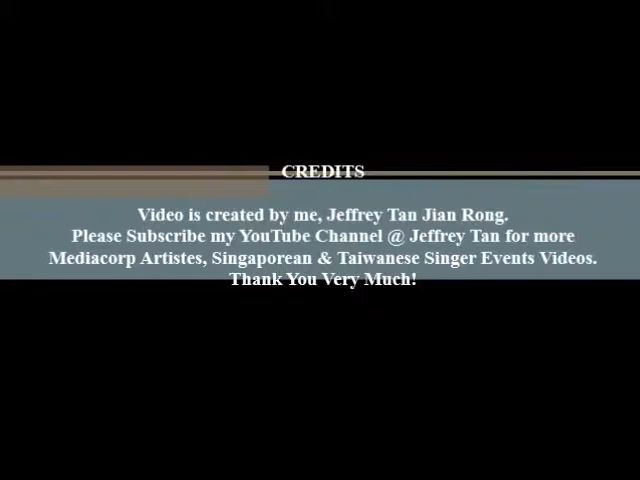 CREDITS
Video is created by me, Jeffrey Tan Jian Rong.
Please Subscribe my YouTube Channel @ Jeffrey Tan for more
Mediacorp Artistes, Singaporean & Taiwanese Singer Events Videos.
Thank You Very Much!